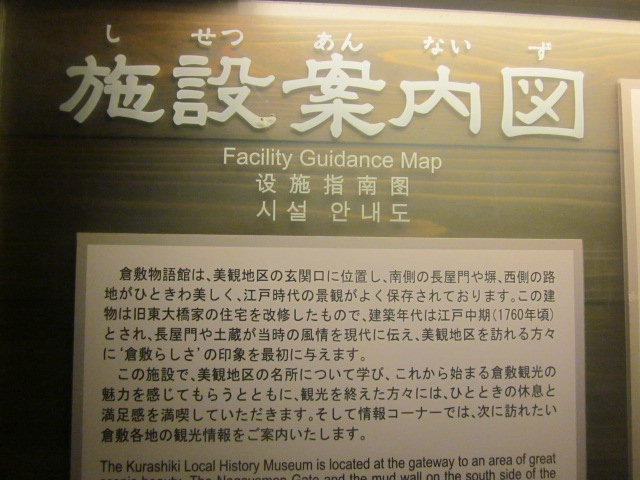 し せつ あん ない ず
施設案内図
Facility Guidance Map
设施指南图
시설 안내도
倉敷物語館は、美観地区の玄関口に位置し、南側の長屋門や塀、西側の路
地がひときわ美しく、江戸時代の景観がよく保存されております。この建
物は旧東大橋家の住宅を改修したもので、建築年代は江戸中期(1760年頃)
とされ、長屋門や土蔵が当時の風情を現代に伝え、美観地区を訪れる方々
に‘倉敷らしさ’の印象を最初に与えます。
この施設で、美観地区の名所について学び、これから始まる倉敷観光の
魅力を感じてもらうとともに、観光を終えた方々には、ひとときの休息と
満足感を満喫していただきます。そして情報コーナーでは、次に訪れたい
倉敷各地の観光情報をご案内いたします。
The Kurashiki Local History Museum is located at the gateway to an area of great
scenic beauty. The Nagayamon Gate and the mud wall on the south side of the